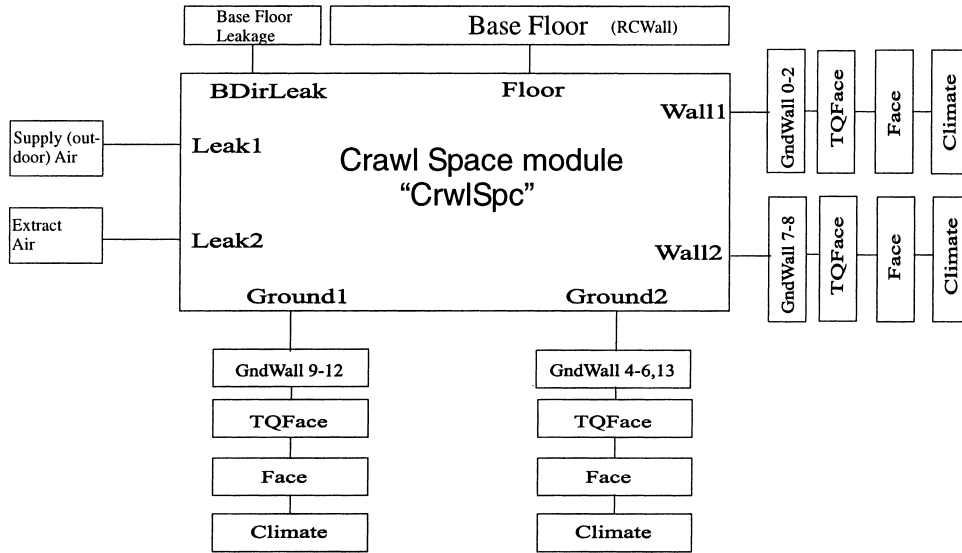 Base Floor
Leakage
Base Floor (RCWall)
BDirLeak
Floor
Wall1
GndWall 0-2
TQFace
Face
Climate
Supply (out-
door) Air
Leak1
Crawl Space module
“CrwlSpc”
Extract
Air
Leak2
Wall2
GndWall 7-8
TQFace
Face
Climate
Ground1
Ground2
GndWall 9-12
GndWall 4-6,13
TQFace
TQFace
Face
Face
Climate
Climate